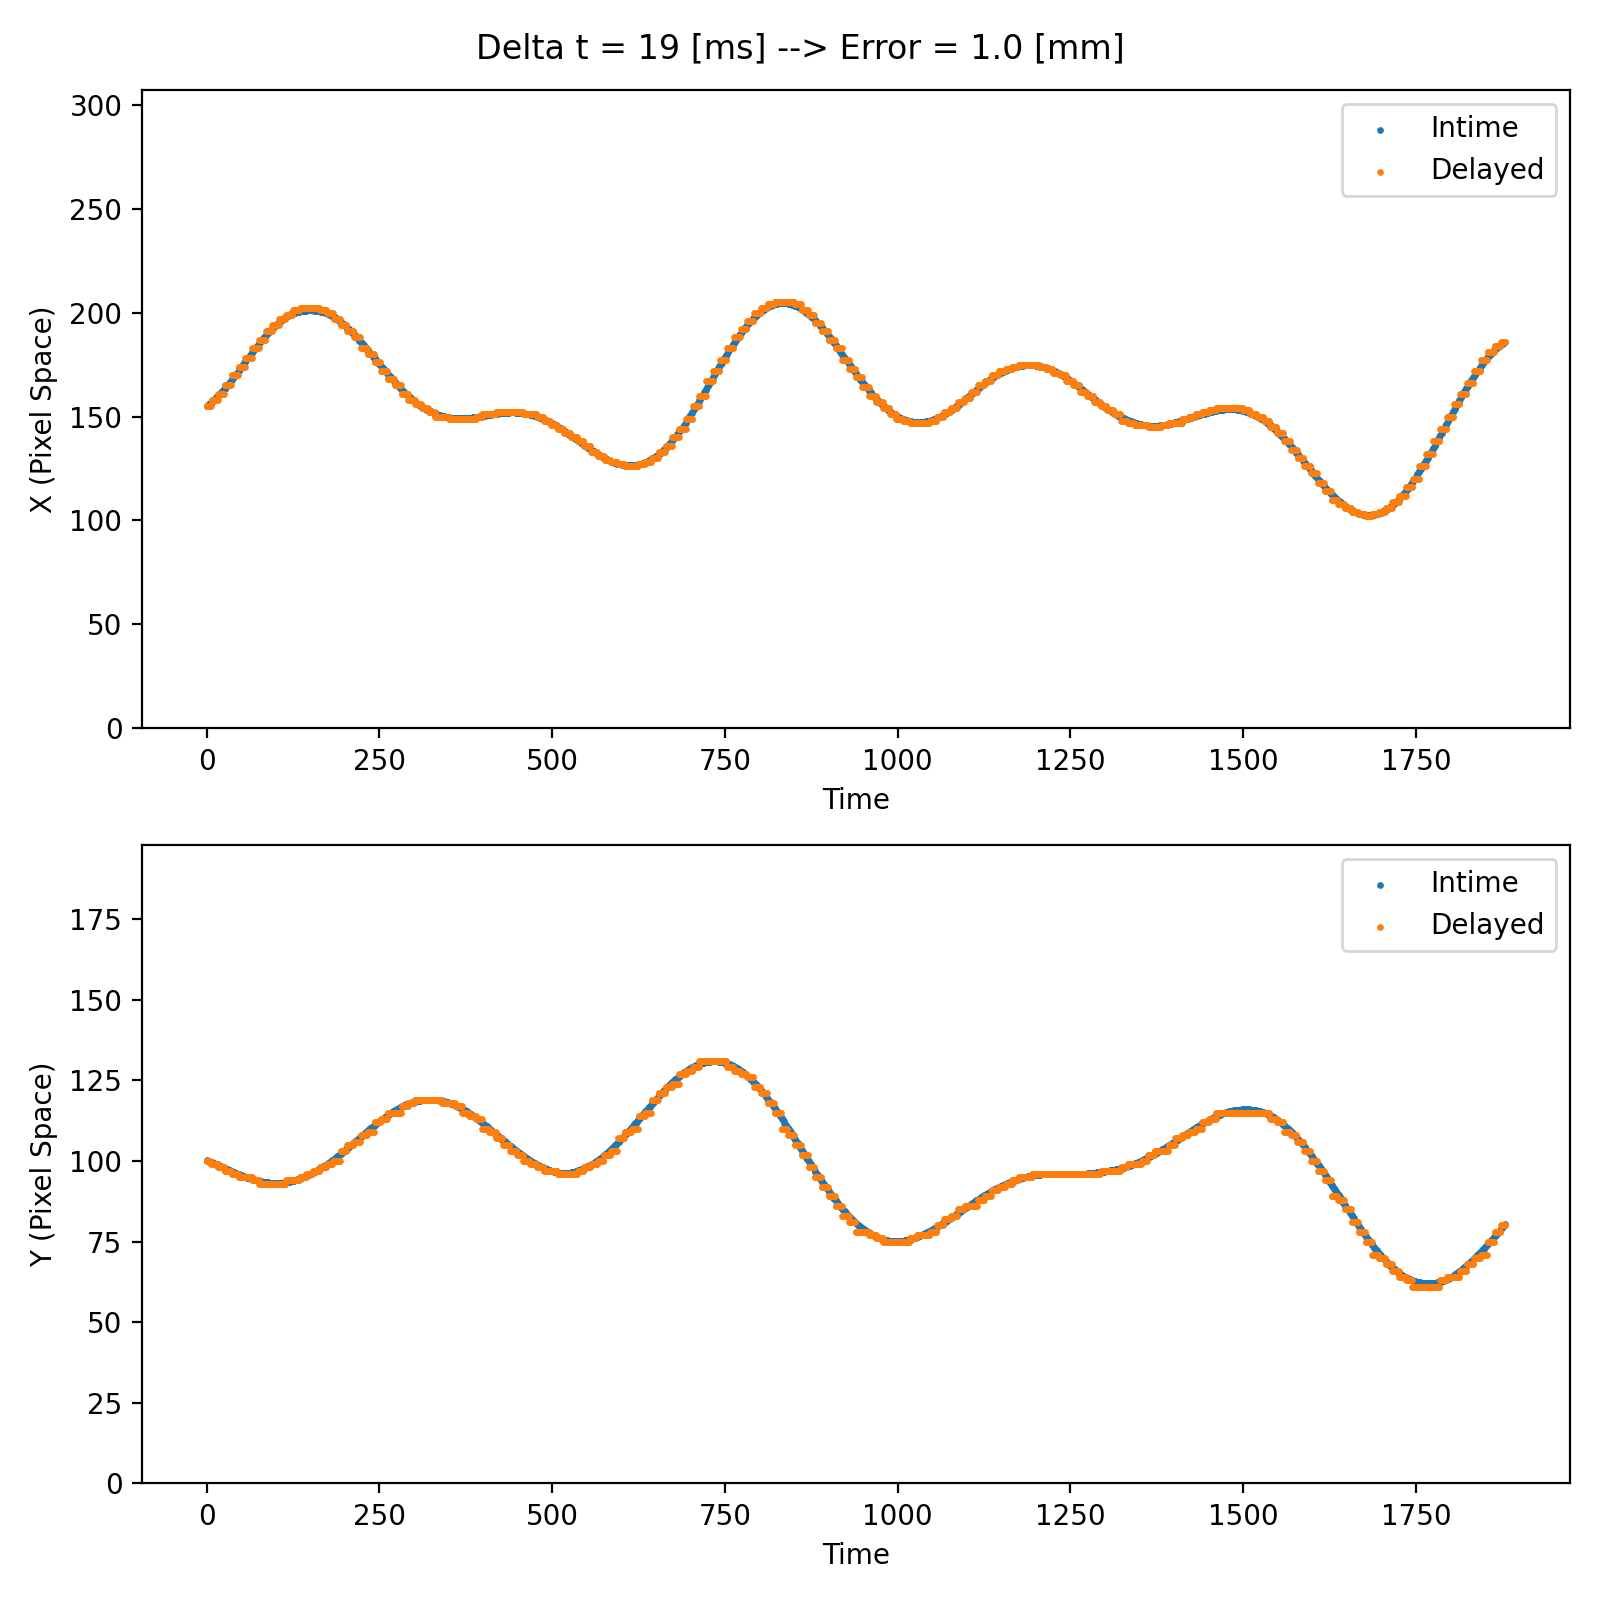 Delta t = 19 [ms] --> Error = 1.0 [mm]
300
250
200
150
100
50
0
X (Pixel Space)
Intime
Delayed
0 250 500 750 1000 1250 1500 1750
Time
175
150
125
100
75
50
25
0
Y (Pixel Space)
Intime
Delayed
0 250 500 750 1000 1250 1500 1750
Time